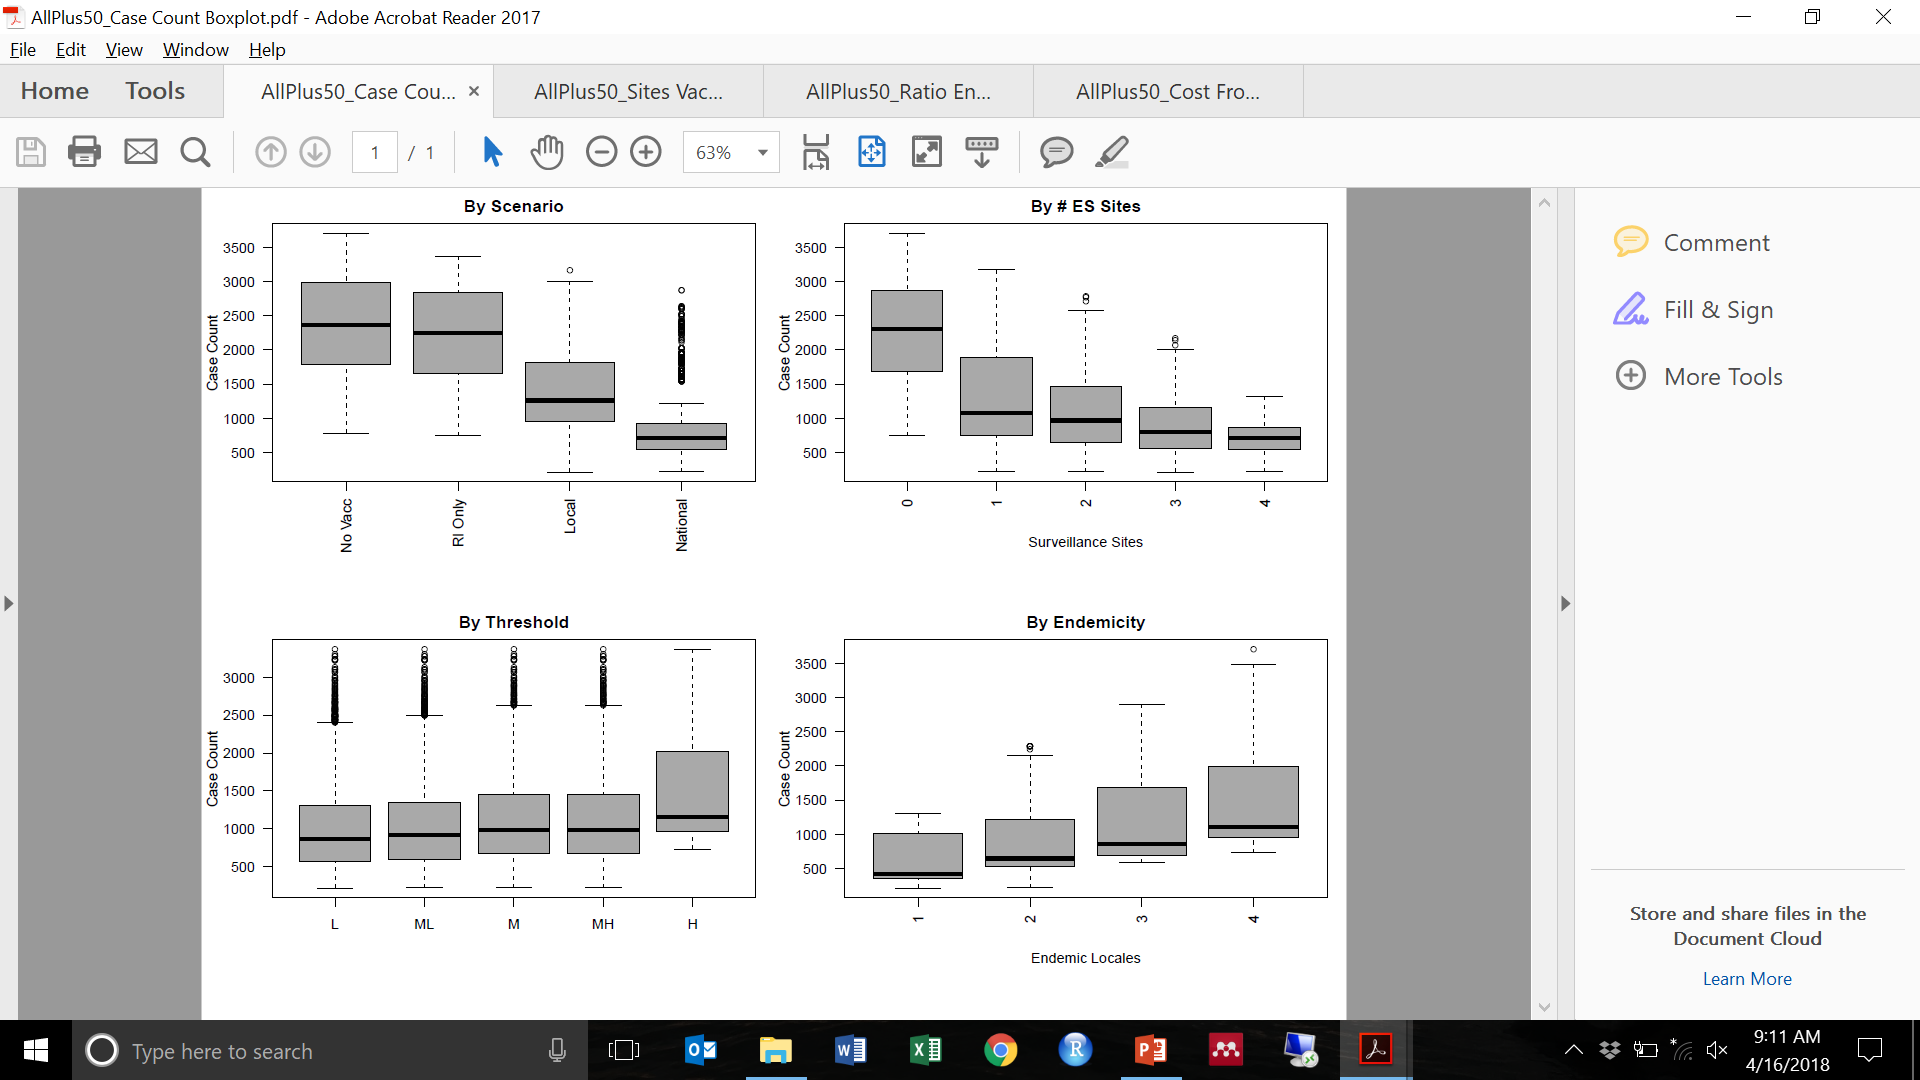 AllPlus50_Case Count Boxplot.pdf - Adobe Acrobat Reader 2017
File Edit View Window Help
Home Tools AllPlus50_Case Cou... × AllPlus50_Sites Vac... AllPlus50_Ratio En... AllPlus50_Cost Fro...
1 / 1 63%
By Scenario
Case Count
3500
3000
2500
2000
1500
1000
500
No Vacc
RI Only
Local
National
By # ES Sites
Case Count
3500
3000
2500
2000
1500
1000
500
0
1
2
3
4
Surveillance Sites
By Threshold
Case Count
3000
2500
2000
1500
1000
500
L ML M MH H
By Endemicity
Case Count
3500
3000
2500
2000
1500
1000
500
1
2
3
4
Endemic Locales
Comment
Fill & Sign
More Tools
Store and share files in the
Document Cloud
Learn More
Type here to search
9:11 AM
4/16/2018